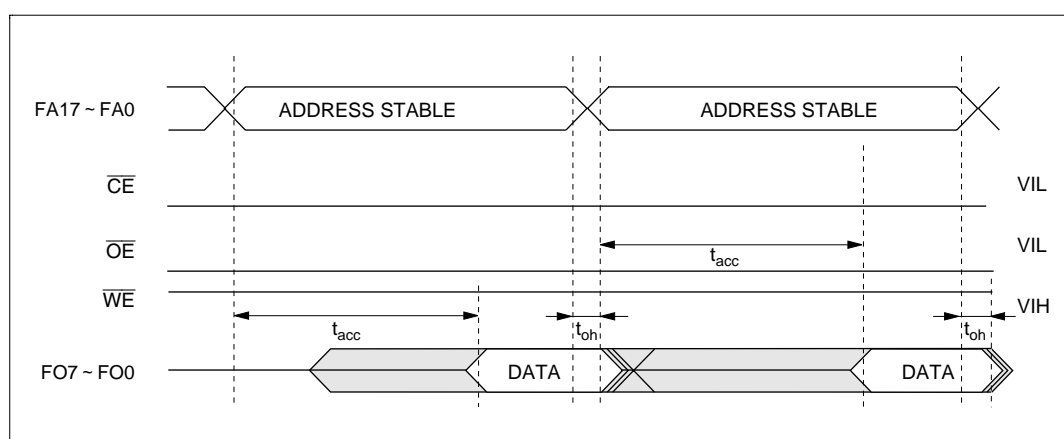 FA17 ~ FA0 ADDRESS STABLE ADDRESS STABLE
CE VIL
OE VIL
tacc
WE VIH
tacc toh toh
FO7 ~ FO0 DATA DATA